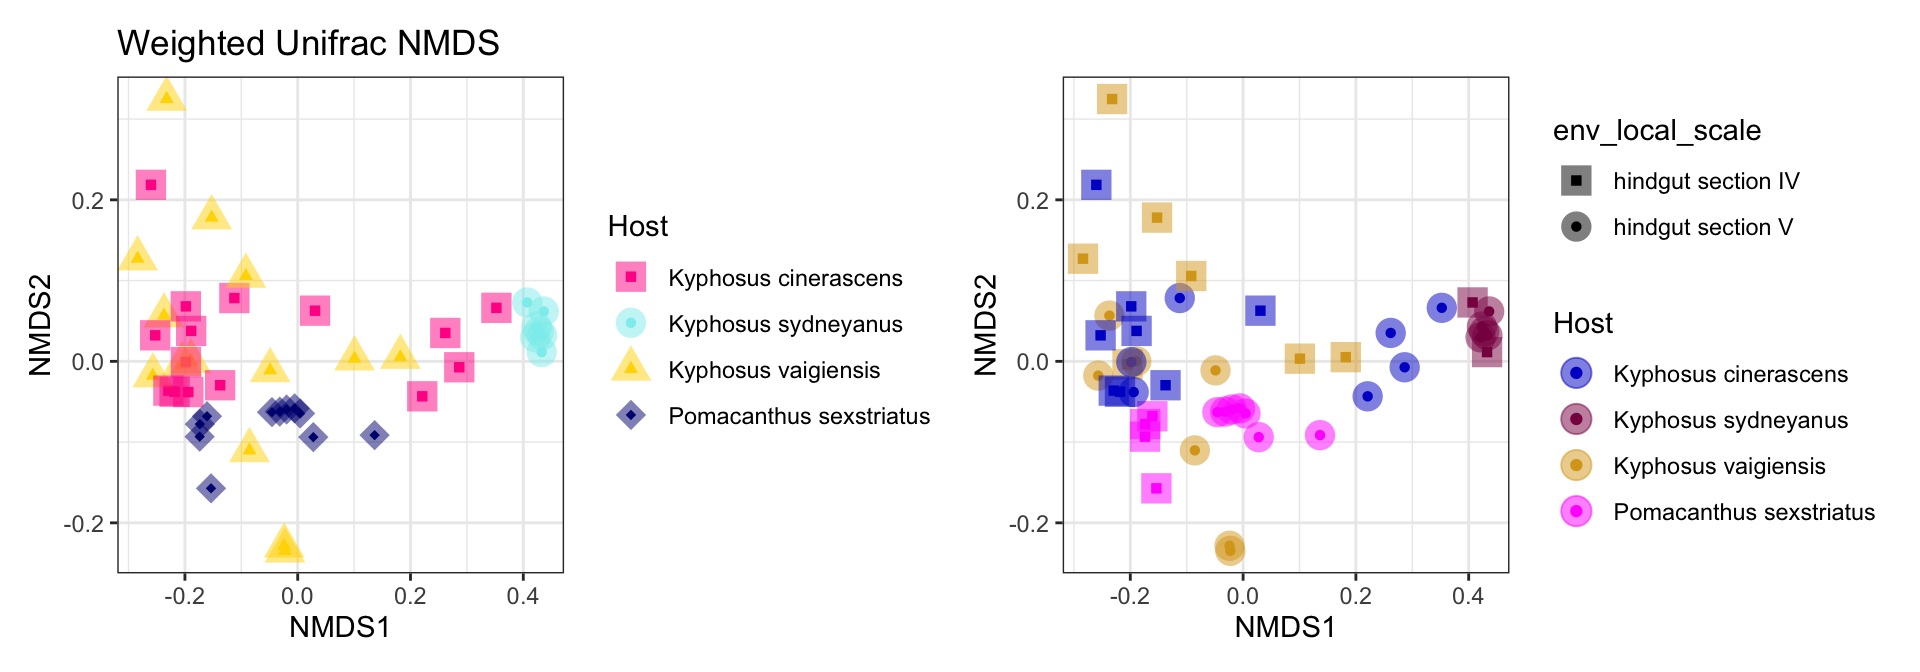 Weighted Unifrac NMDS
NMDS2
0.2
0.0
-0.2
-0.2
0.0
0.2
0.4
NMDS1
Host
Kyphosus cinerascens
Kyphosus sydneyanus
Kyphosus vaigiensis
Pomacanthus sexstriatus
NMDS2
0.2
0.0
-0.2
-0.2
0.0
0.2
0.4
NMDS1
env_local_scale
hindgut section IV
hindgut section V
Host
Kyphosus cinerascens
Kyphosus sydneyanus
Kyphosus vaigiensis
Pomacanthus sexstriatus